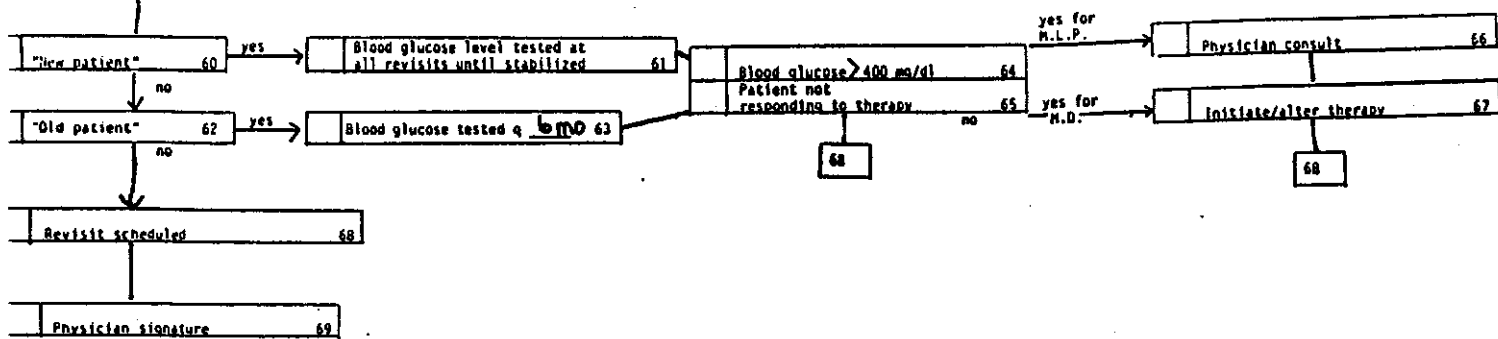 yes for
M.L.P.
"New patient" 60
yes
Blood glucose level tested at
all revisits until stabilized 61
Blood glucose > 400 mg/dl 64
Patient not
responding to therapy 65
Physician consult 66
no
"Old patient" 62
yes
Blood glucose tested q 6mo 63
yes for
M.D.
no
Initiate/alter therapy 67
no
68
68
Revisit scheduled 68
Physician signature 69